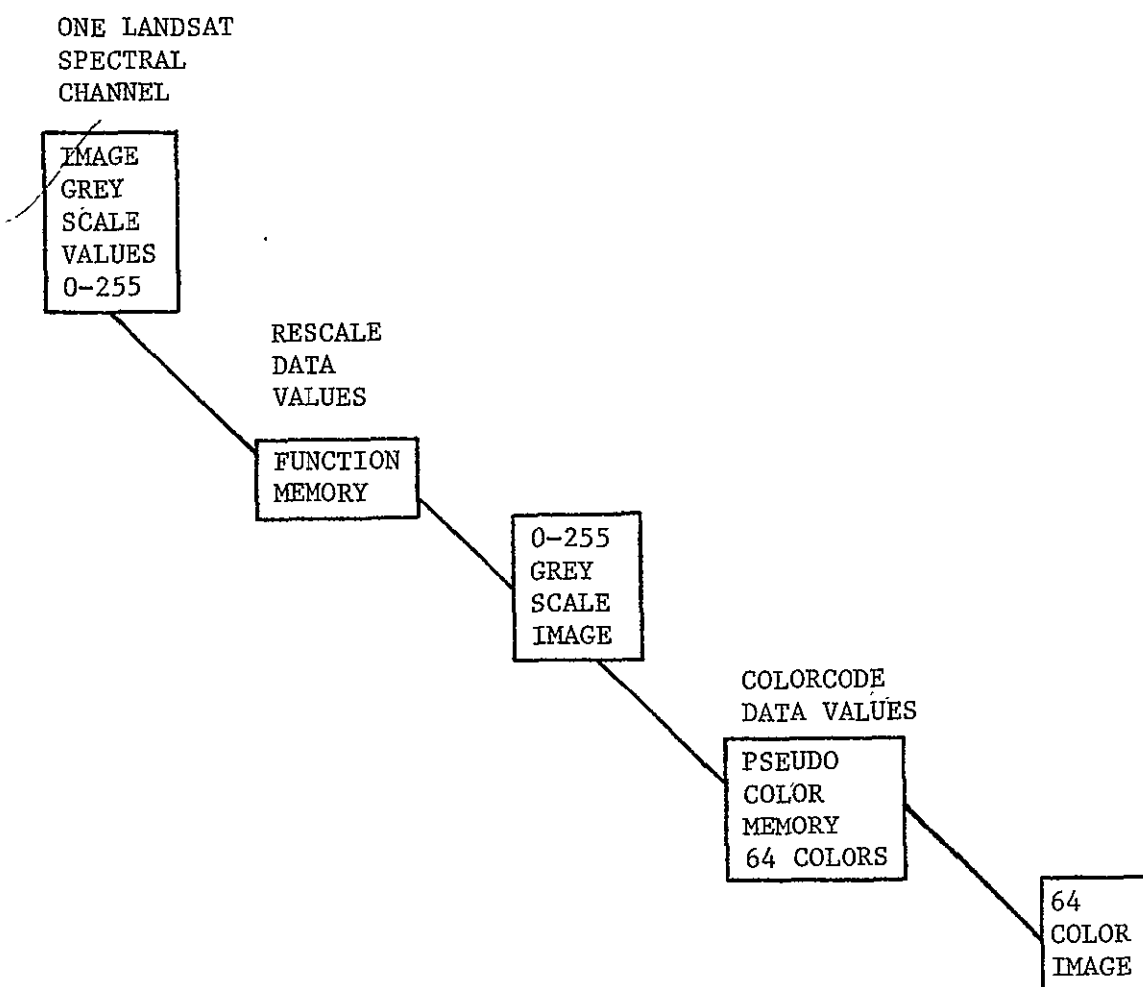 ONE LANDSAT
SPECTRAL
CHANNEL
IMAGE
GREY
SCALE
VALUES
0-255
RESCALE
DATA
VALUES
FUNCTION
MEMORY
0-255
GREY
SCALE
IMAGE
COLORCODE
DATA VALUES
PSEUDO
COLOR
MEMORY
64 COLORS
64
COLOR
IMAGE